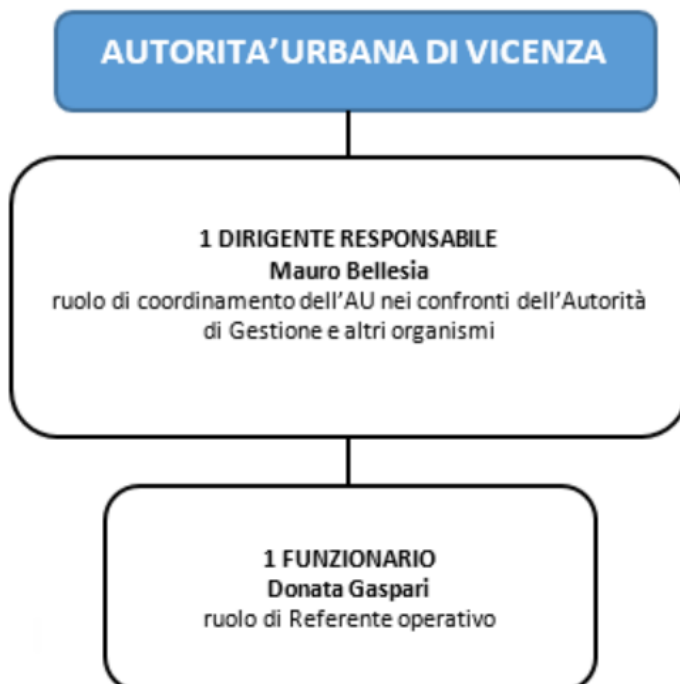 AUTORITA'URBANA DI VICENZA
1 DIRIGENTE RESPONSABILE
Mauro Bellesia
ruolo di coordinamento dell'AU nei confronti dell'Autorità
di Gestione e altri organismi
1 FUNZIONARIO
Donata Gaspari
ruolo di Referente operativo